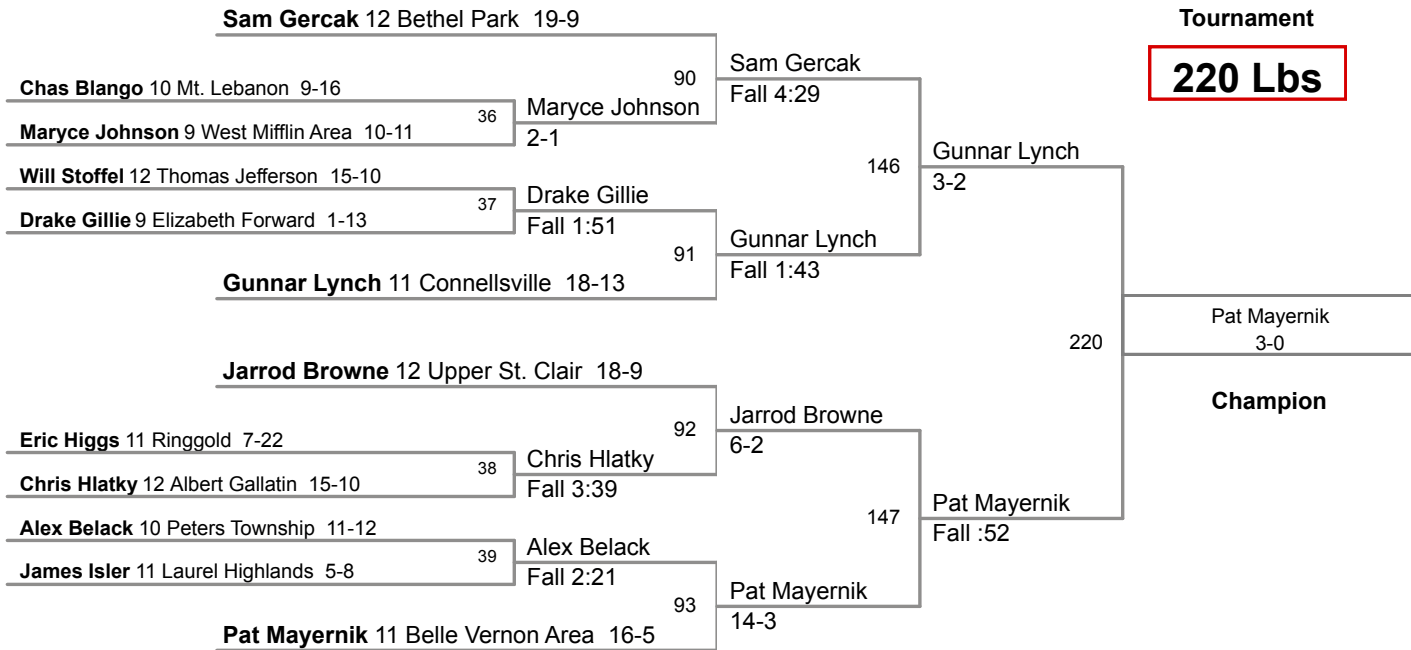 Sam Gercak 12 Bethel Park 19-9
Tournament
220 Lbs
Chas Blango 10 Mt. Lebanon 9-16
36
Maryce Johnson 9 West Mifflin Area 10-11
Maryce Johnson
2-1
90
Sam Gercak
Fall 4:29
Will Stoffel 12 Thomas Jefferson 15-10
37
Drake Gillie 9 Elizabeth Forward 1-13
Drake Gillie
Fall 1:51
91
Gunnar Lynch
Fall 1:43
Gunnar Lynch 11 Connellsville 18-13
146
Gunnar Lynch
3-2
Jarrod Browne 12 Upper St. Clair 18-9
Eric Higgs 11 Ringgold 7-22
38
Chris Hlatky 12 Albert Gallatin 15-10
Chris Hlatky
Fall 3:39
92
Jarrod Browne
6-2
Alex Belack 10 Peters Township 11-12
39
James Isler 11 Laurel Highlands 5-8
Alex Belack
Fall 2:21
93
Pat Mayernik
14-3
Pat Mayernik 11 Belle Vernon Area 16-5
147
Pat Mayernik
Fall :52
220
Pat Mayernik
3-0
Champion